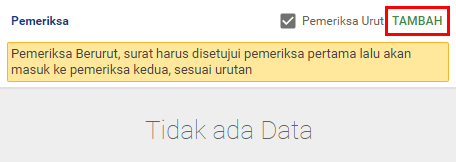 Pemeriksa Pemeriksa Urut TAMBAH
Pemeriksa Berurut, surat harus disetujui pemeriksa pertama lalu akan
masuk ke pemeriksa kedua, sesuai urutan
Tidak ada Data